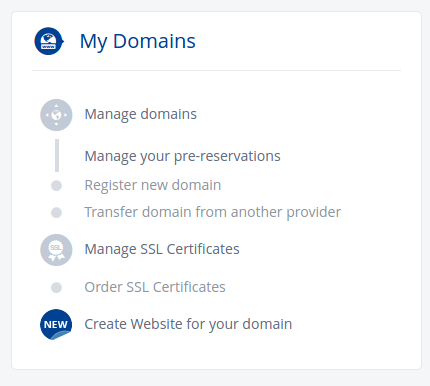 www
My Domains
Manage domains
Manage your pre-reservations
Register new domain
Transfer domain from another provider
SSL
Manage SSL Certificates
Order SSL Certificates
NEW
Create Website for your domain